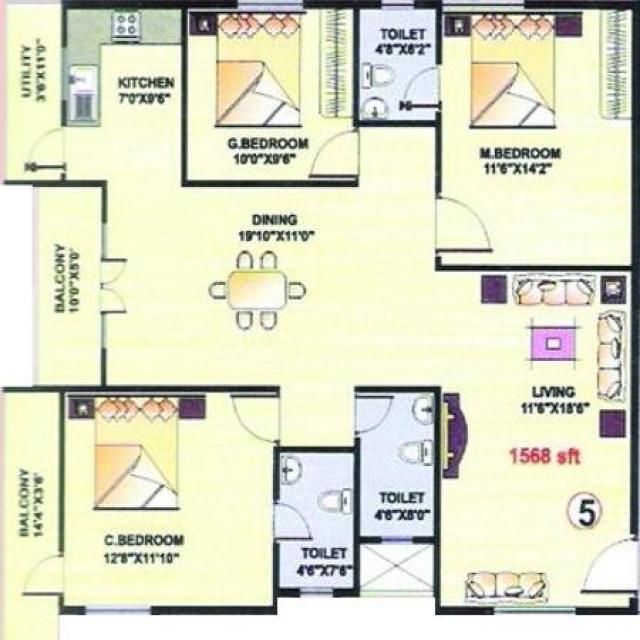 UTILITY
3'6"X11'0"
KITCHEN
7'0"X9'6"
G.BEDROOM
10'0"X9'6"
TOILET
4'8"X8'2"
M.BEDROOM
11'6"X14'2"
DINING
19'10"X11'0"
BALCONY
10'0"X5'0"
LIVING
11'6"X18'6"
1568 sft
5
BALCONY
14'4"X3'6"
C.BEDROOM
12'8"X11'10"
TOILET
4'6"X8'0"
TOILET
4'6"X7'6"